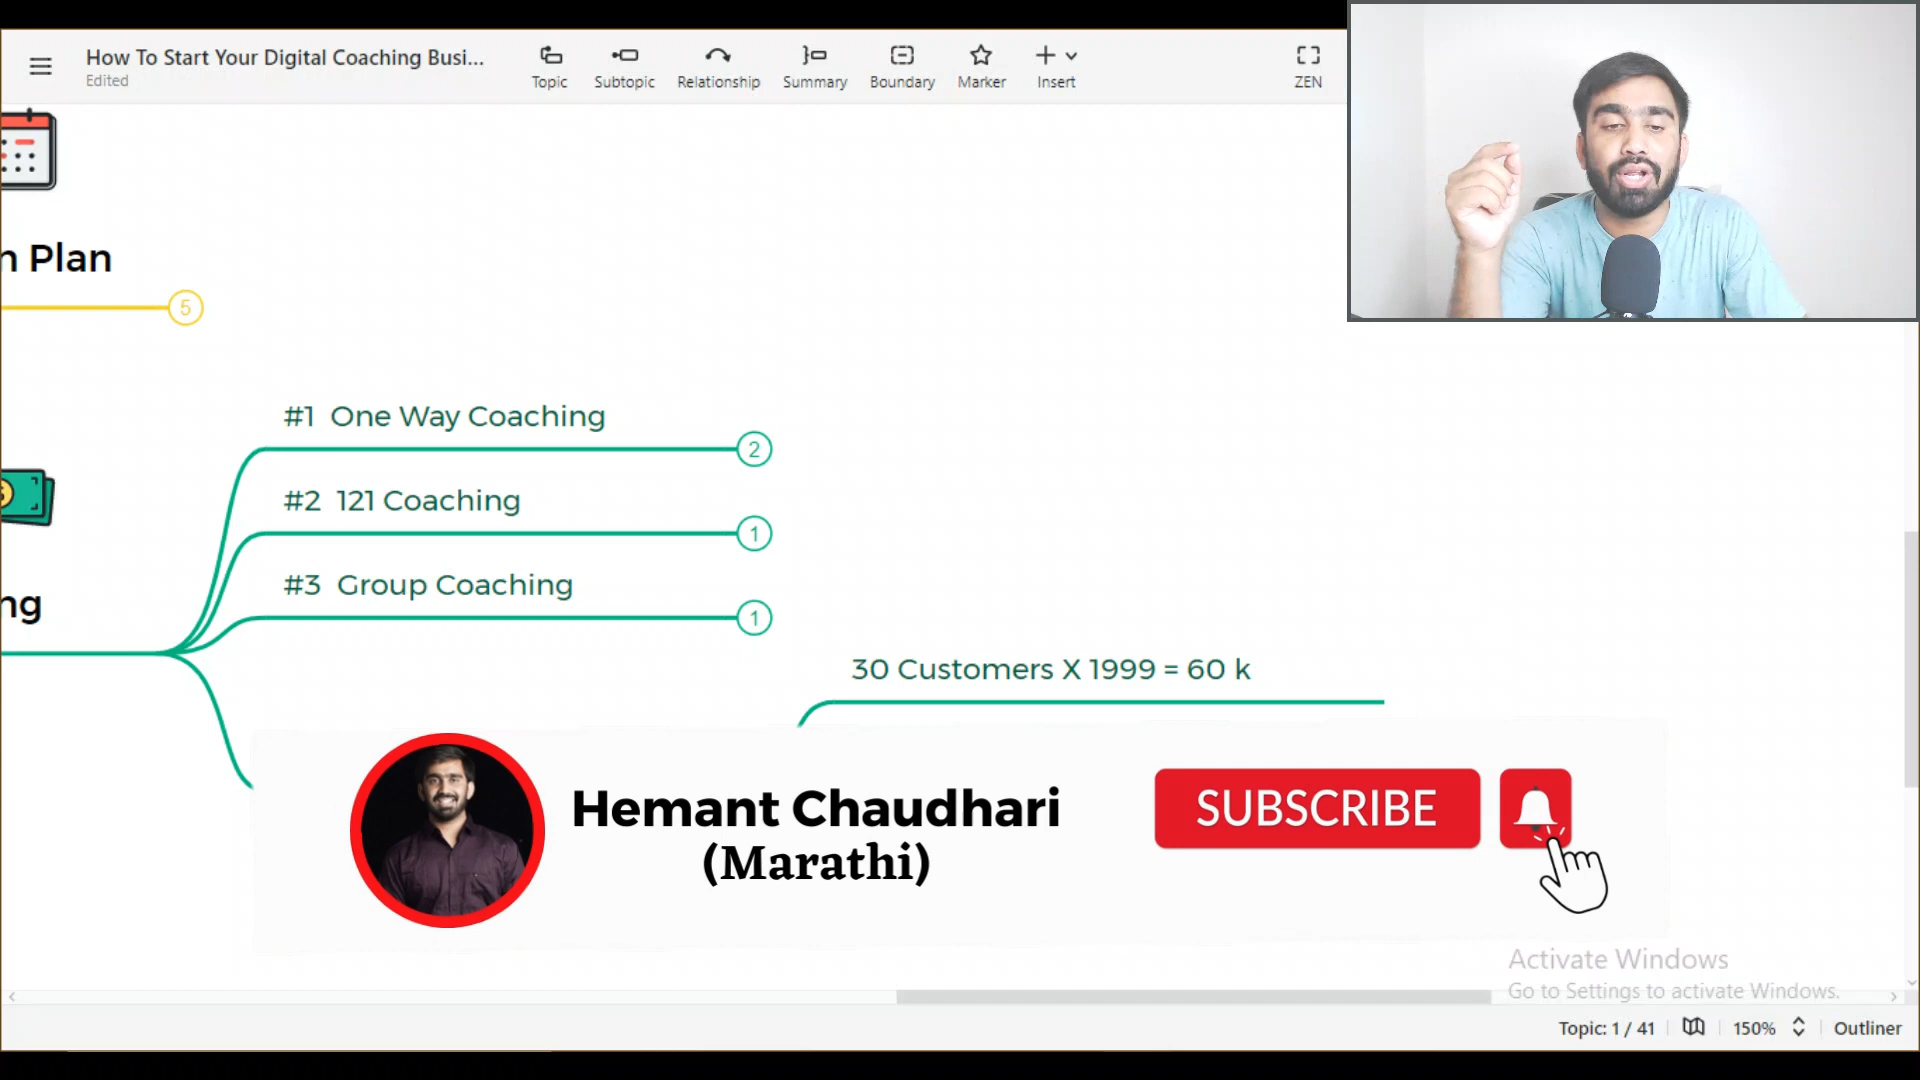 How To Start Your Digital Coaching Busi...
Edited
Topic
Subtopic
Relationship
Summary
Boundary
Marker
Insert
ZEN
n Plan
5
#1 One Way Coaching
2
#2 121 Coaching
1
#3 Group Coaching
1
ng
30 Customers X 1999 = 60 k
Hemant Chaudhari
(Marathi)
SUBSCRIBE
Activate Windows
Go to Settings to activate Windows.
Topic: 1 / 41
150%
Outliner